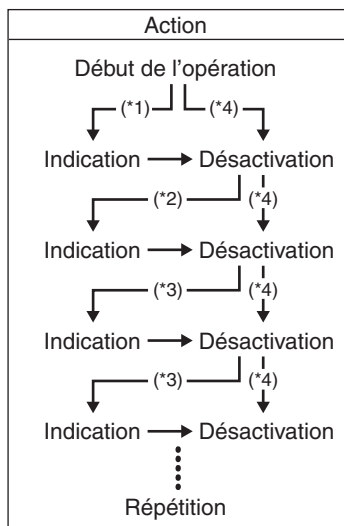 Action
Début de l'opération
(*1) (*4)
Indication Désactivation
(*2) (*4)
Indication Désactivation
(*3) (*4)
Indication Désactivation
(*3) (*4)
Indication Désactivation
Répétition